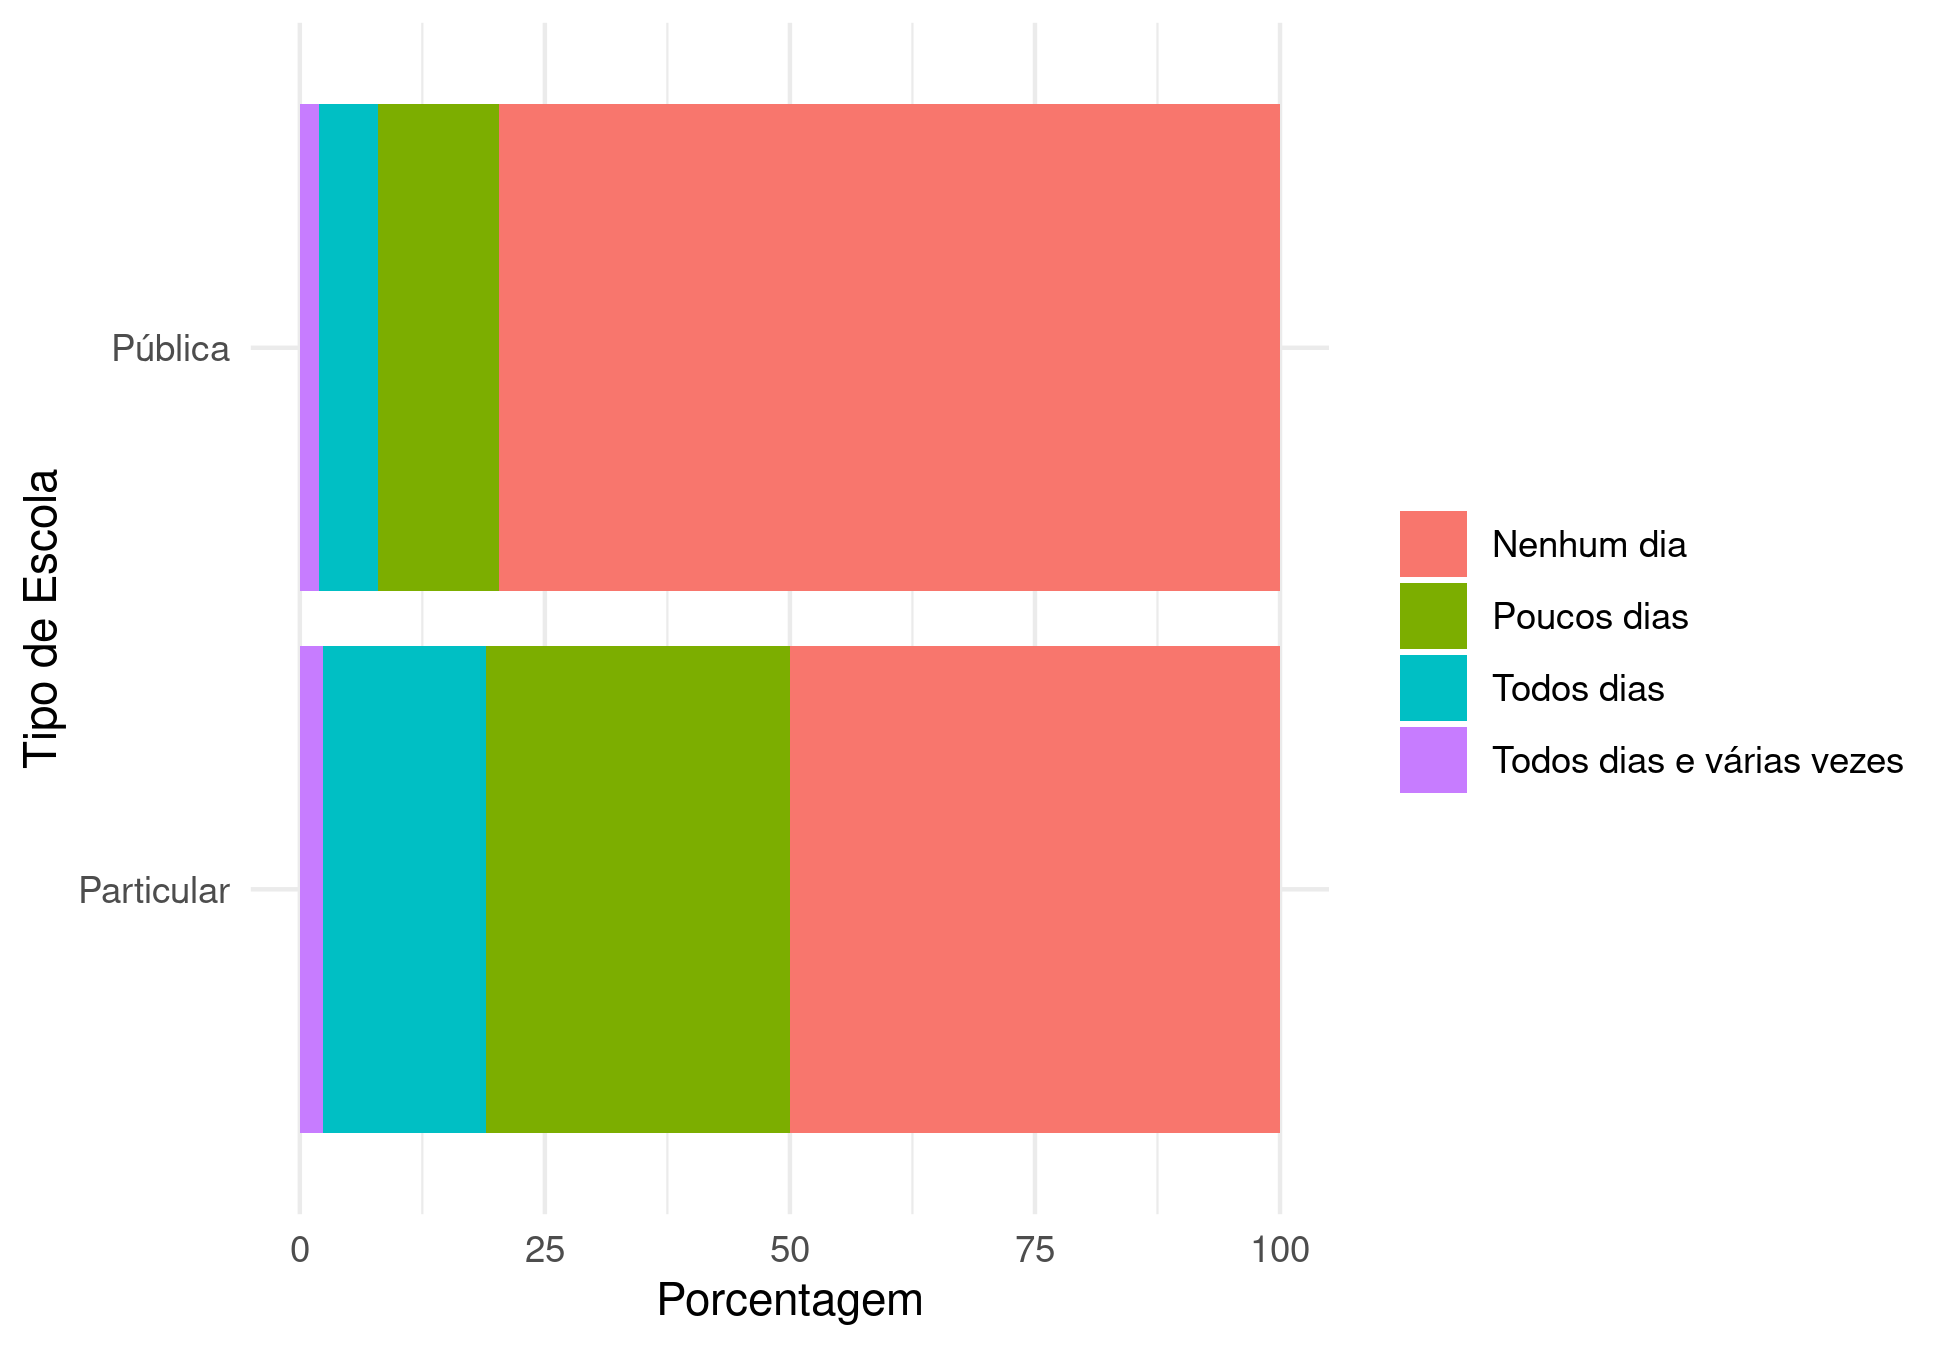 Tipo de Escola
Pública
Particular
0 25 50 75 100
Porcentagem
Nenhum dia
Poucos dias
Todos dias
Todos dias e várias vezes